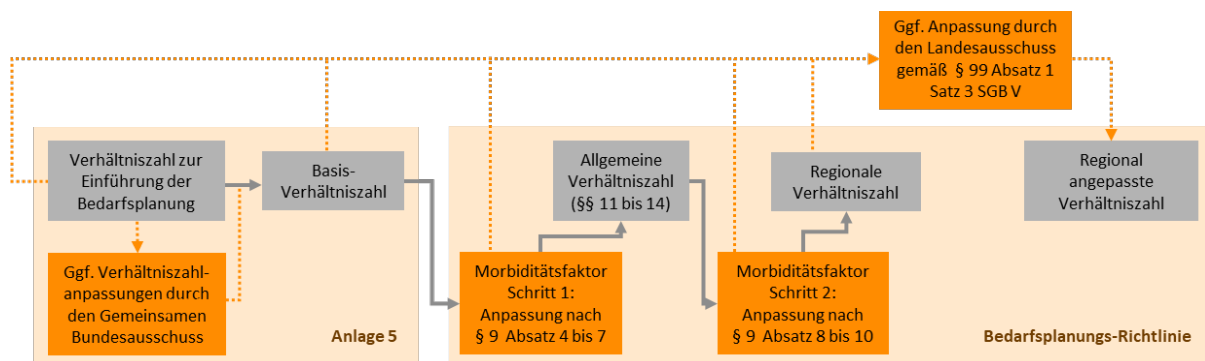 Ggf. Anpassung durch
den Landesausschuss
gemäß § 99 Absatz 1
Satz 3 SGB V
Verhältniszahl zur
Einführung der
Bedarfsplanung
Basis-
Verhältniszahl
Allgemeine
Verhältniszahl
(§§ 11 bis 14)
Regionale
Verhältniszahl
Regional
angepasste
Verhältniszahl
Ggf. Verhältniszahl-
anpassungen durch
den Gemeinsamen
Bundesausschuss
Anlage 5
Morbiditätsfaktor
Schritt 1:
Anpassung nach
§ 9 Absatz 4 bis 7
Morbiditätsfaktor
Schritt 2:
Anpassung nach
§ 9 Absatz 8 bis 10
Bedarfsplanungs-Richtlinie